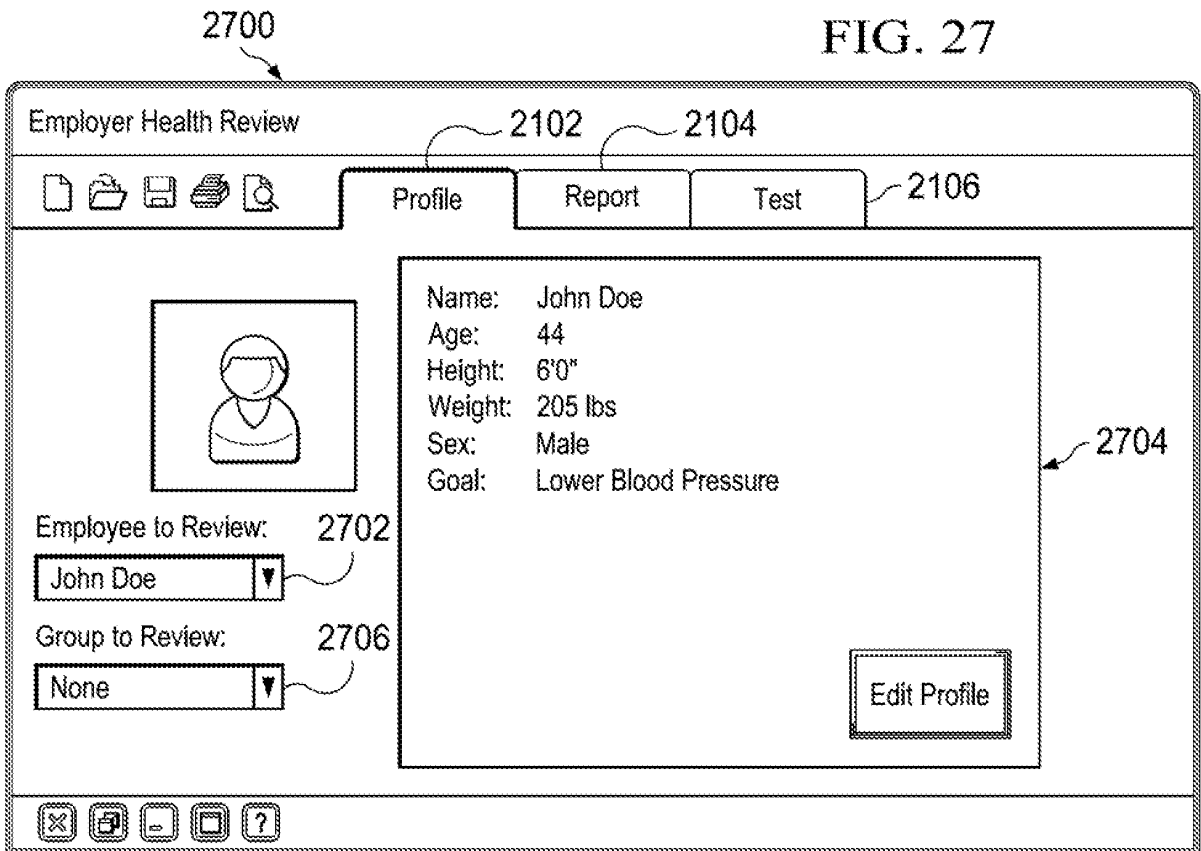 2700
FIG. 27
Employer Health Review
2102
2104
Profile
Report
Test
2106
Name: John Doe
Age: 44
Height: 6'0"
Weight: 205 lbs
Sex: Male
Goal: Lower Blood Pressure
2704
Employee to Review:
2702
John Doe
Group to Review:
2706
None
Edit Profile
?